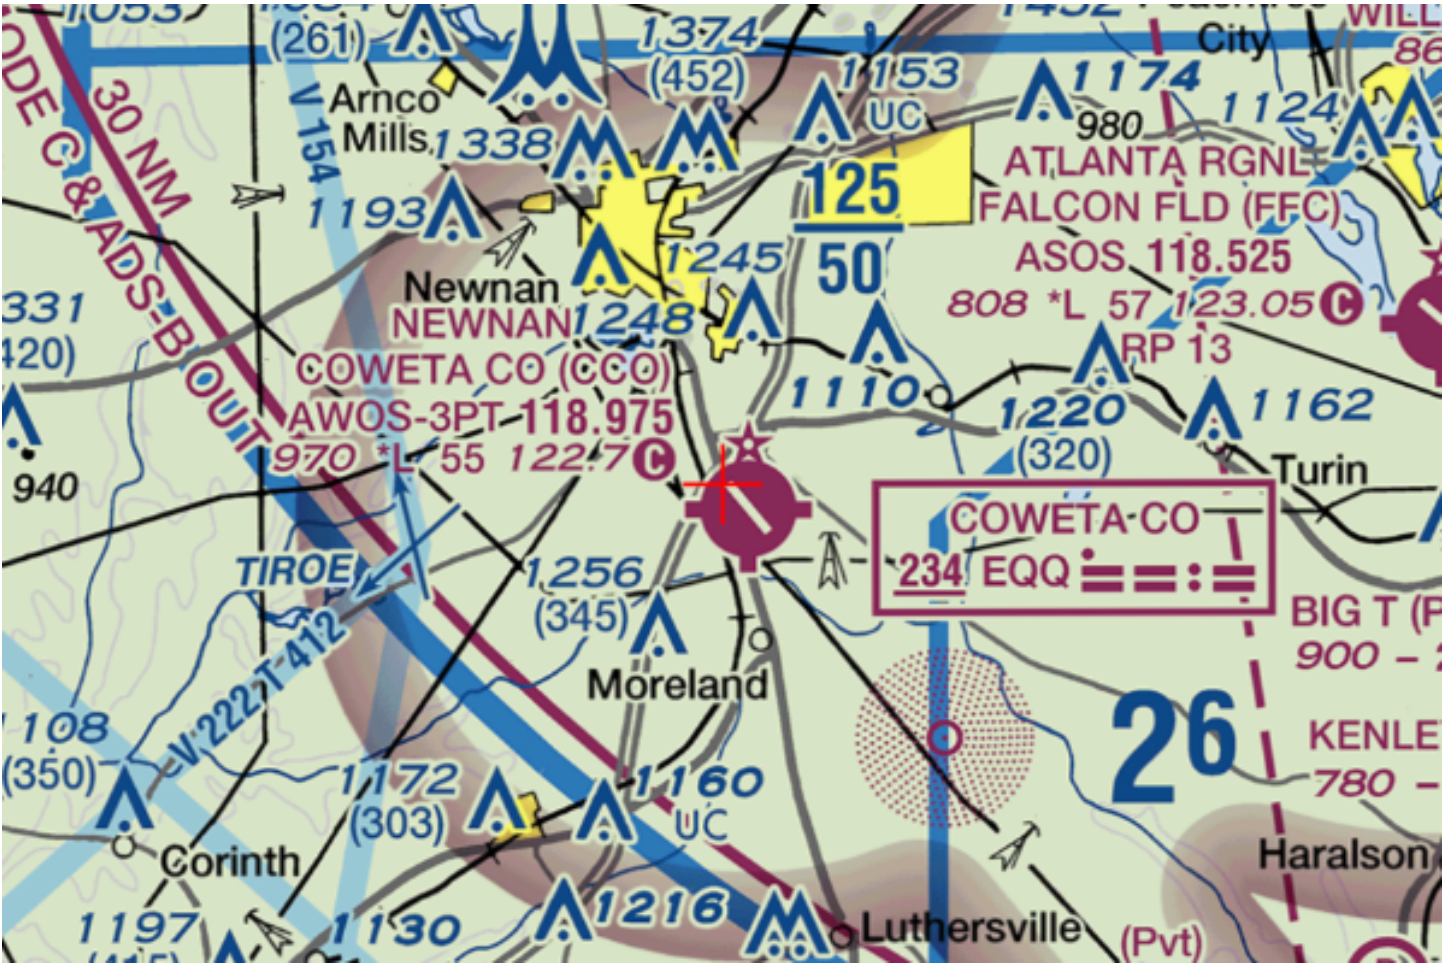 1053
(261)
1374
(452)
1153
UC
1174
980
1124
City
86
Arnco
Mills
1338
V 154
30 NM
ODE C & ADS-B OUT
1193
125
50
ATLANTA RGNL
FALCON FLD (FFC)
ASOS 118.525
808 *L 57 123.05 C
RP 13
331
420)
940
Newnan
1245
NEWNAN
1248
COWETA CO (CCO)
AWOS-3PT 118.975
970 *L 55 122.7 C
1110
1220
(320)
1162
Turin
COWETA CO
234 EQQ
TIROE
V 222-T 412
1256
(345)
Moreland
BIG T (P
900 -
26
KENLE
780 -
108
(350)
1172
(303)
1160
UC
Corinth
Haralson
1197
1130
1216
Luthersville
(Pvt)